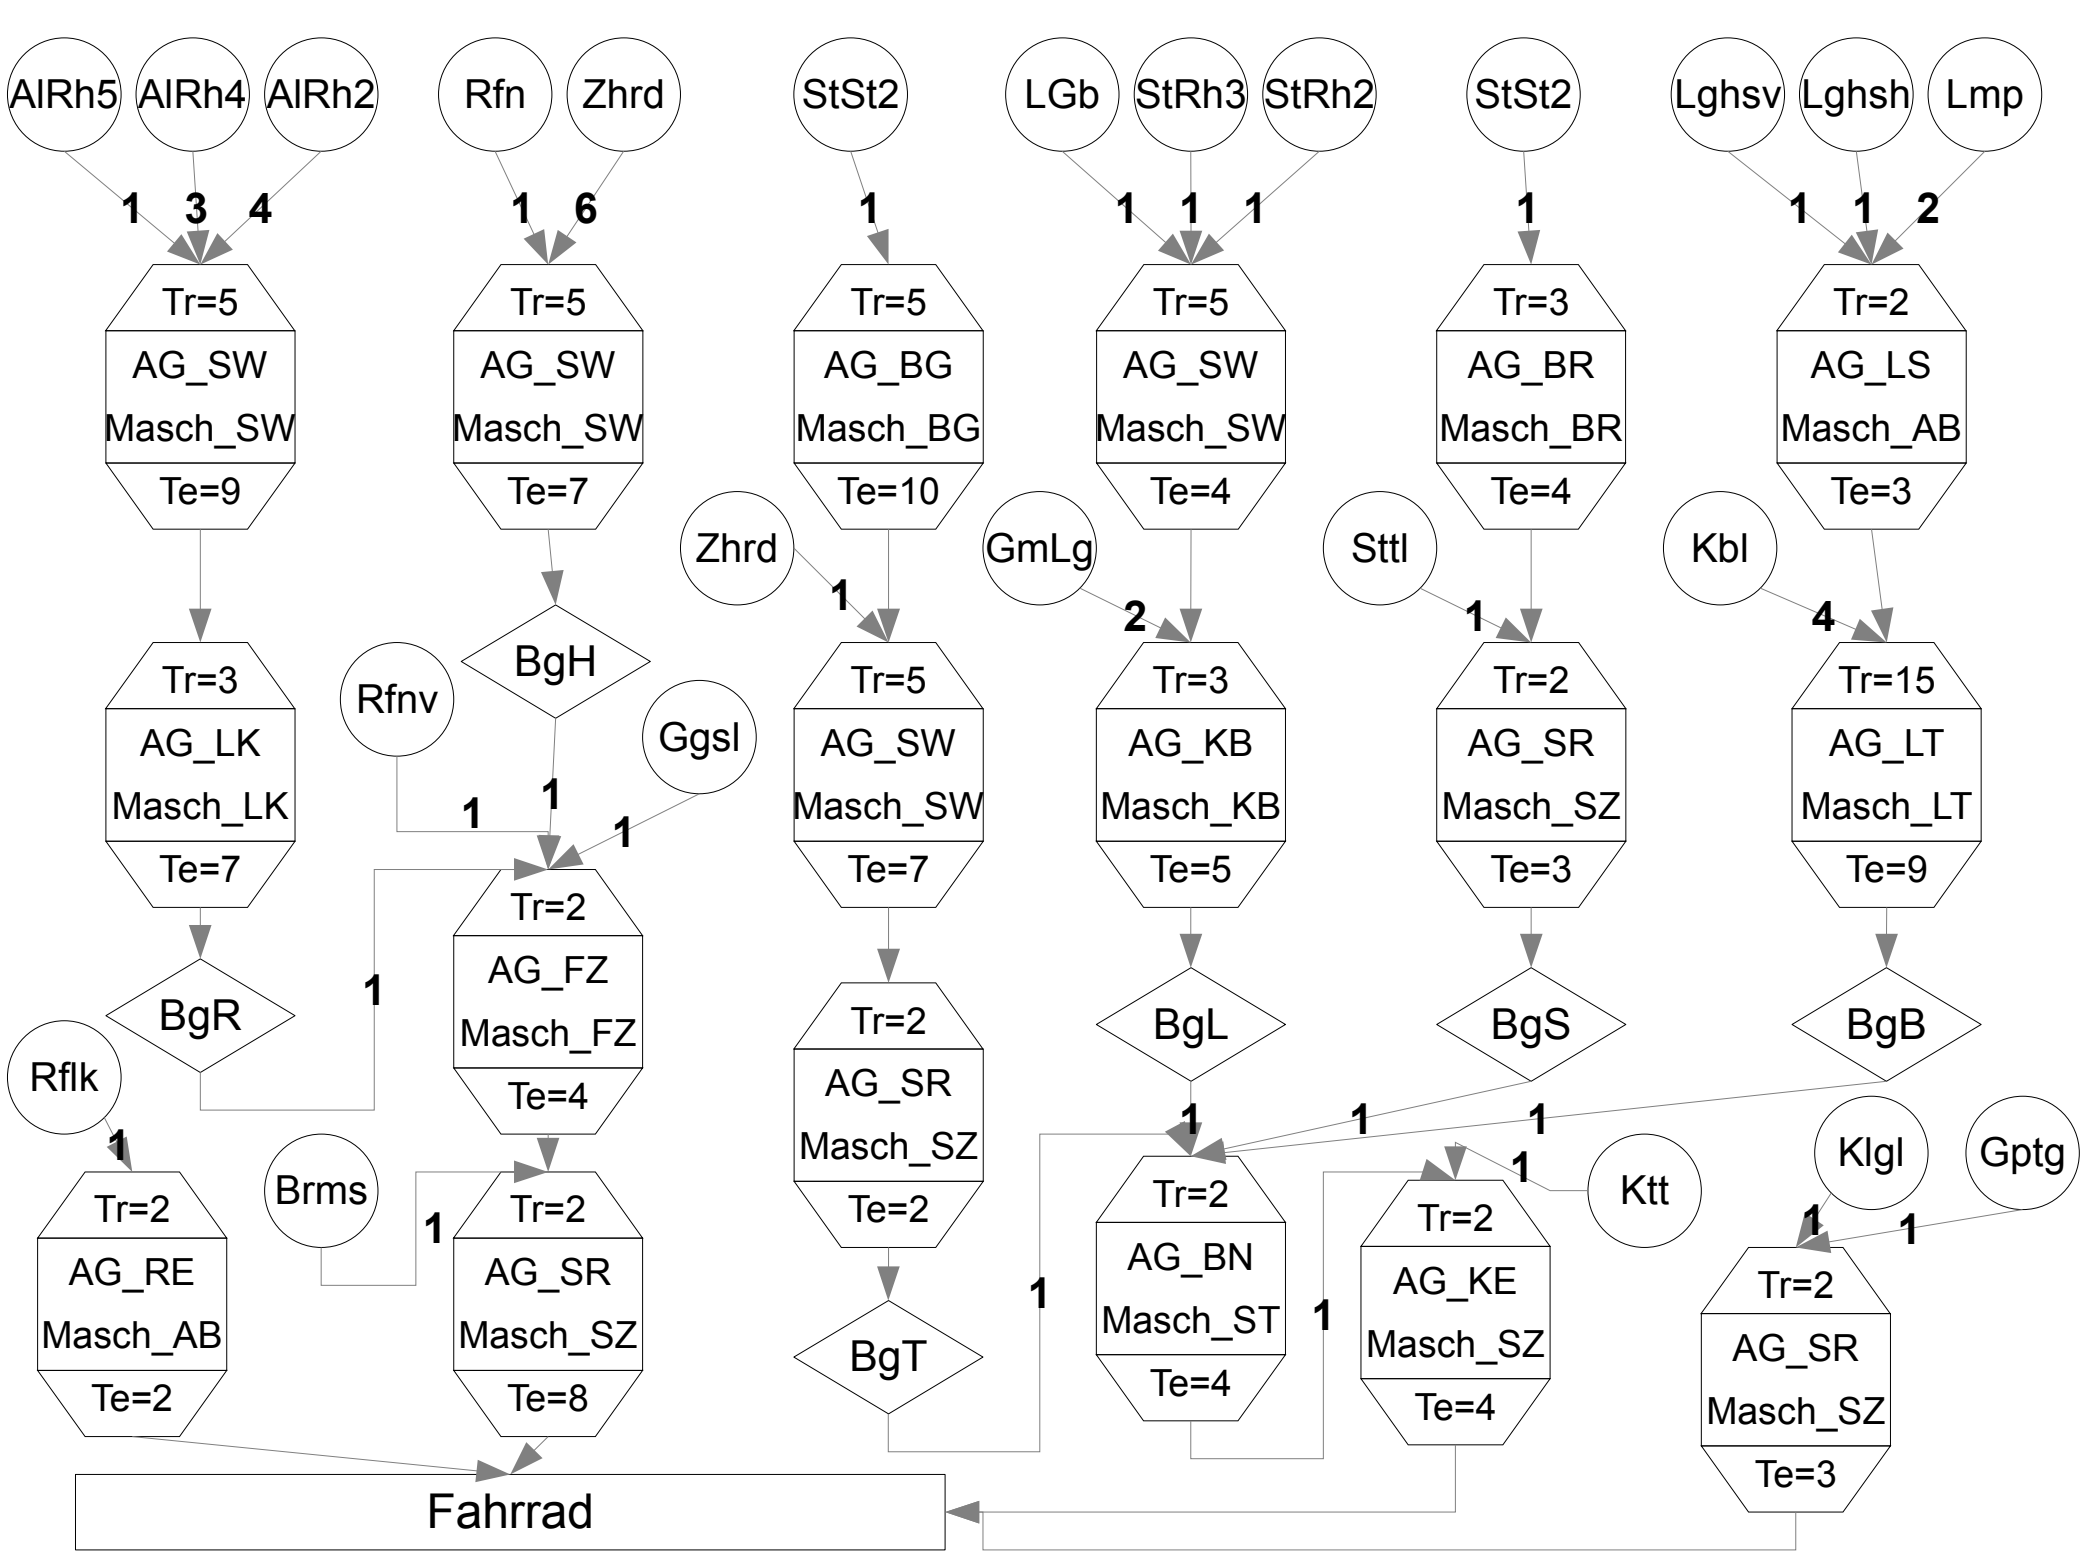 AlRh5 AlRh4 AlRh2 Rfn Zhrd StSt2 LGb StRh3 StRh2 StSt2 Lghsv Lghsh Lmp
1 3 4 1 6 1 1 1 1 1 1 1 2
Tr=5 Tr=5 Tr=5 Tr=5 Tr=3 Tr=2
AG_SW AG_SW AG_BG AG_SW AG_BR AG_LS
Masch_SW Masch_SW Masch_BG Masch_SW Masch_BR Masch_AB
Te=9 Te=7 Te=10 Te=4 Te=4 Te=3
Zhrd GmLg Sttl Kbl
1 2 1 4
BgH
Tr=3 Tr=5 Tr=3 Tr=2 Tr=15
Rfnv Ggsl
AG_LK AG_SW AG_KB AG_SR AG_LT
Masch_LK Masch_SW Masch_KB Masch_SZ Masch_LT
1 1 1
Te=7 Te=7 Te=5 Te=3 Te=9
Tr=2
AG_FZ
1
BgR Masch_FZ Tr=2 BgL BgS BgB
Rflk Te=4 AG_SR
1 1 1 1
Masch_SZ Klgl Gptg
Brms Ktt
1
Tr=2 Tr=2 Te=2 Tr=2 Tr=2
1 1 1
AG_RE AG_SR AG_BN AG_KE Tr=2
1 1
Masch_AB Masch_SZ BgT Masch_ST Masch_SZ AG_SR
Te=2 Te=8 Te=4 Te=4 Masch_SZ
Te=3
Fahrrad